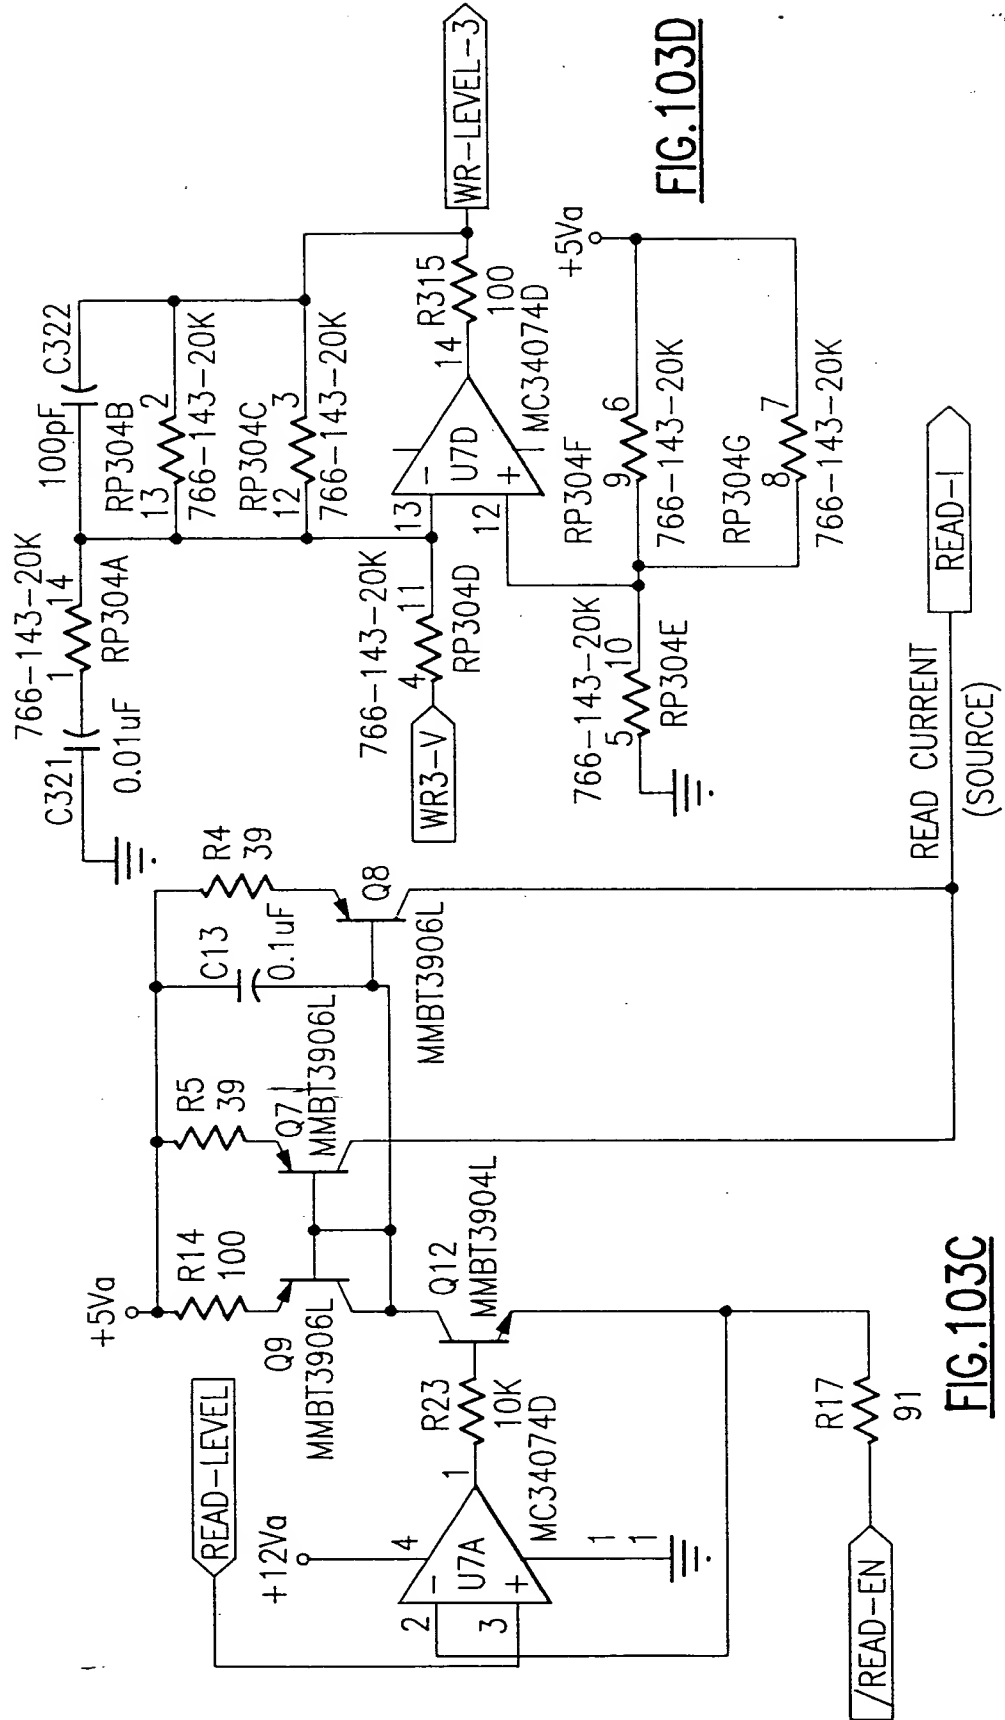 READ-LEVEL
+12Va
4
2
3
-
+
U7A
1
MC34074D
1
1
R23
10K
/READ-EN
R17
91
+5Va
R14
100
Q9
MMBT3906L
Q12
MMBT3904L
R5
39
Q7
MMBT3906L
C13
0.1uF
R4
39
Q8
MMBT3906L
READ CURRENT
(SOURCE)
READ-I
FIG.103C
C321
0.01uF
766-143-20K
1
14
RP304A
100pF
C322
RP304B
13
2
766-143-20K
RP304C
12
3
766-143-20K
WR3-V
766-143-20K
4
11
RP304D
13
12
-
+
U7D
14
MC34074D
R315
100
WR-LEVEL-3
766-143-20K
5
10
RP304E
RP304F
9
6
766-143-20K
RP304G
8
7
766-143-20K
+5Va
FIG.103D